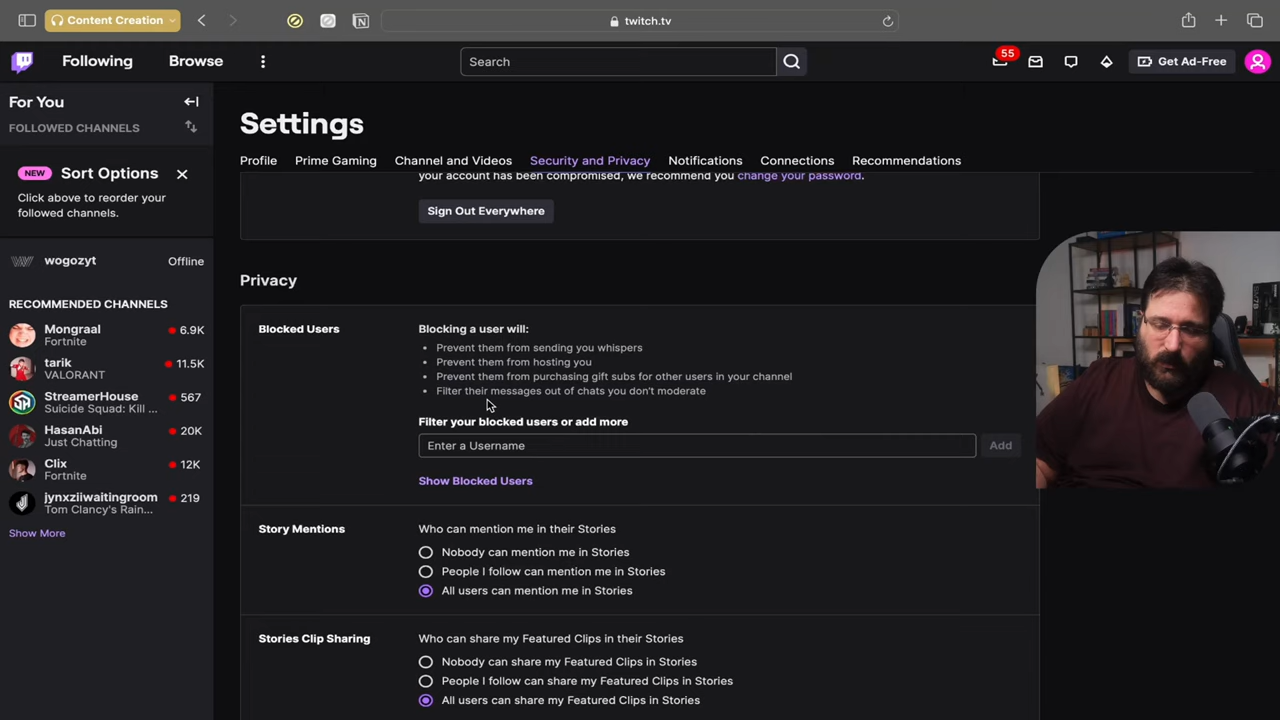 Content Creation
twitch.tv
Following
Browse
Search
55
Get Ad-Free
For You
FOLLOWED CHANNELS
NEW Sort Options
Click above to reorder your
followed channels.
wogozyt Offline
RECOMMENDED CHANNELS
Mongraal 6.9K
Fortnite
tarik 11.5K
VALORANT
StreamerHouse 567
Suicide Squad: Kill ...
HasanAbi 20K
Just Chatting
Clix 12K
Fortnite
jynxziiwaitingroom 219
Tom Clancy's Rain...
Show More
Settings
Profile Prime Gaming Channel and Videos Security and Privacy Notifications Connections Recommendations
your account has been compromised, we recommend you change your password.
Sign Out Everywhere
Privacy
Blocked Users
Blocking a user will:
• Prevent them from sending you whispers
• Prevent them from hosting you
• Prevent them from purchasing gift subs for other users in your channel
• Filter their messages out of chats you don't moderate
Filter your blocked users or add more
Enter a Username Add
Show Blocked Users
Story Mentions
Who can mention me in their Stories
Nobody can mention me in Stories
People I follow can mention me in Stories
All users can mention me in Stories
Stories Clip Sharing
Who can share my Featured Clips in their Stories
Nobody can share my Featured Clips in Stories
People I follow can share my Featured Clips in Stories
All users can share my Featured Clips in Stories